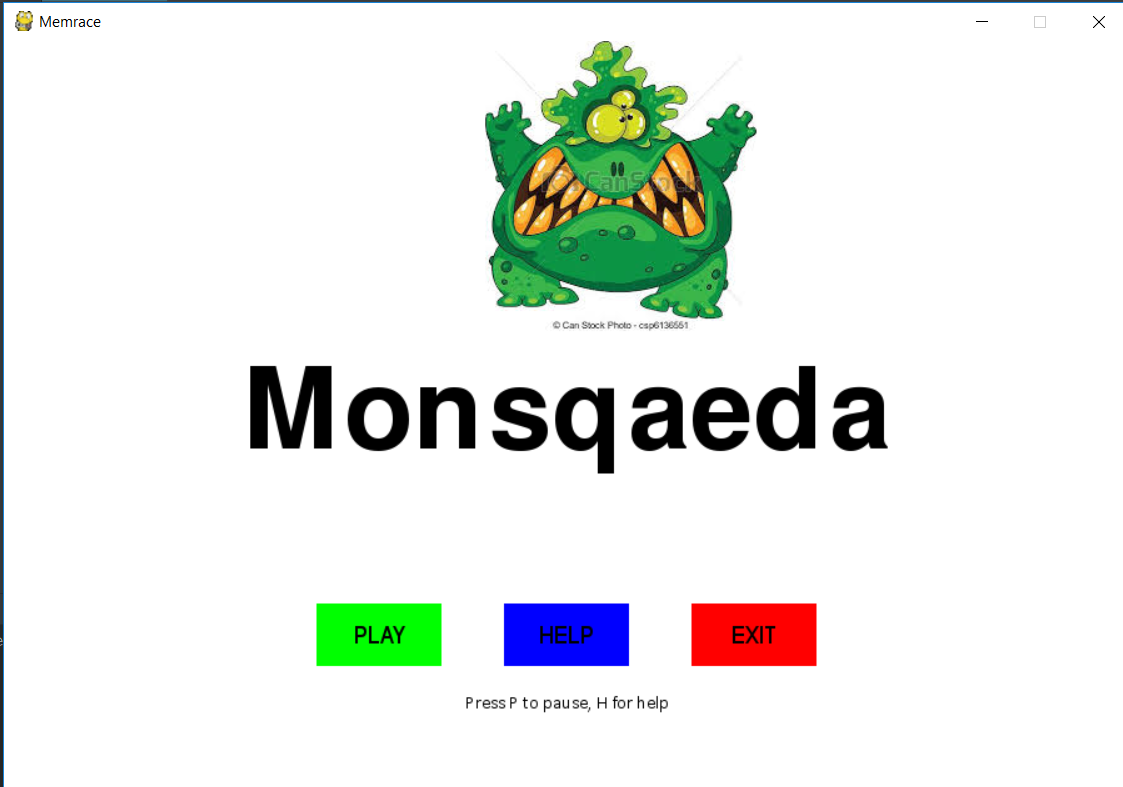 Memrace
CanStock
© Can Stock Photo - csp6136551
Monsqaeda
PLAY HELP EXIT
Press P to pause, H for help